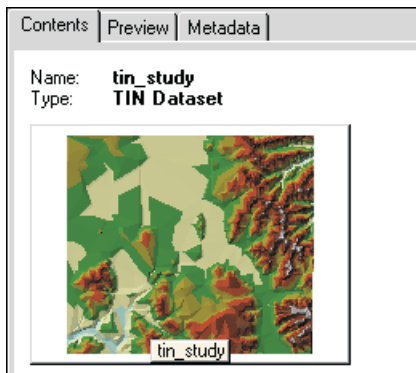 Contents Preview Metadata
Name: tin_study
Type: TIN Dataset
tin_study